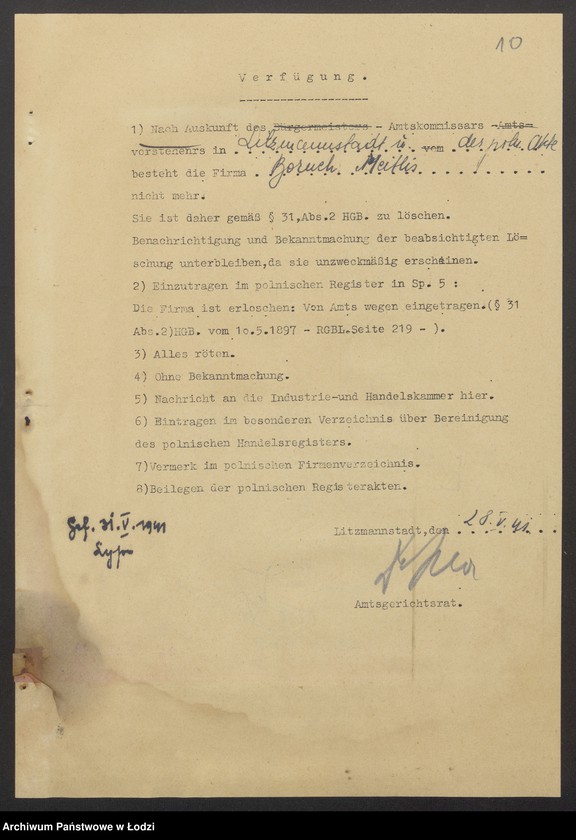 10
Verfügung.
1) Nach Auskunft des Bürgermeisters - Amtskommissars -Amts=
vorstehers in Litzmannstadt u. vom des poln. Akte
besteht die Firma . Boruch Meitlis . . . . . . . .
nicht mehr.
Sie ist daher gemäß § 31,Abs.2 HGB. zu löschen.
Benachrichtigung und Bekanntmachung der beabsichtigten Lö=
schung unterbleiben,da sie unzweckmäßig erscheinen.
2) Einzutragen im polnischen Register in Sp. 5 :
Die Firma ist erloschen: Von Amts wegen eingetragen.(§ 31
Abs.2)HGB. vom 1o.5.1897 - RGBL.Seite 219 - ).
3) Alles röten.
4) Ohne Bekanntmachung.
5) Nachricht an die Industrie-und Handelskammer hier.
6) Eintragen im besonderen Verzeichnis über Bereinigung
des polnischen Handelsregisters.
7)Vermerk im polnischen Firmenverzeichnis.
8)Beilegen der polnischen Registerakten.
Gef. 31.V.1941
Litzmannstadt,den 28.V.41
Amtsgerichtsrat.
Archiwum Państwowe w Łodzi